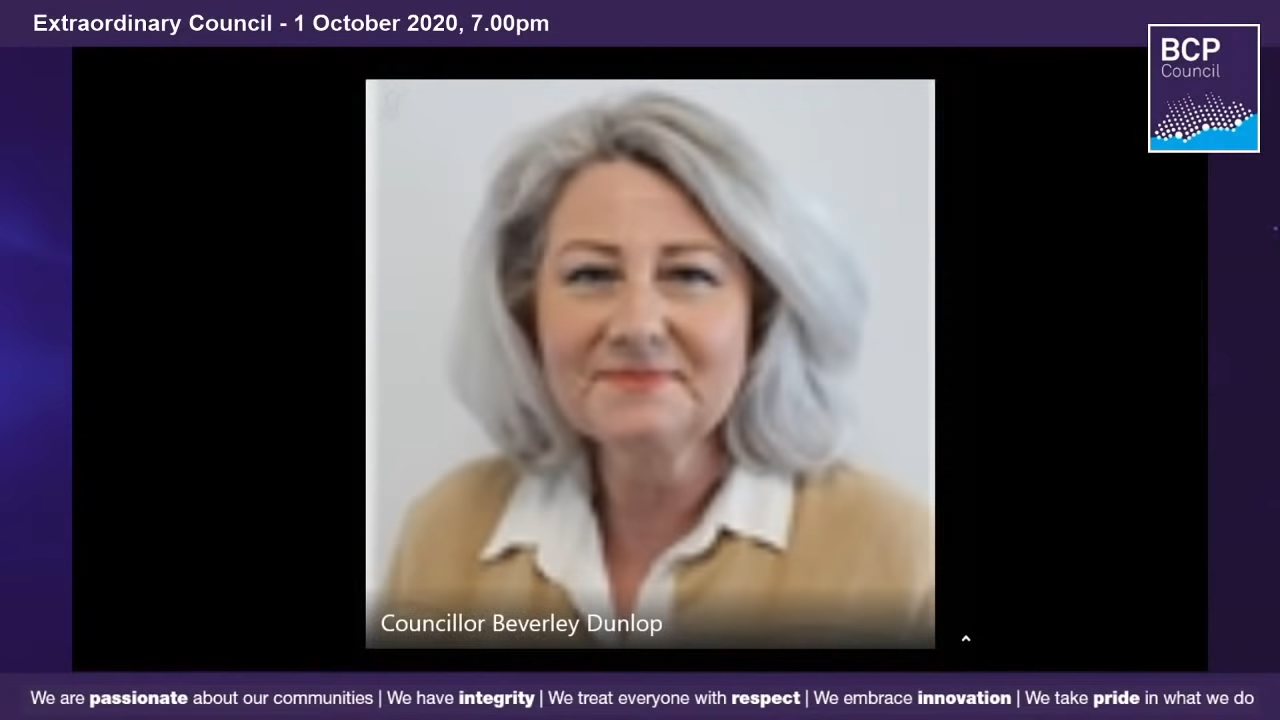 Extraordinary Council - 1 October 2020, 7.00pm
BCP
Council
Councillor Beverley Dunlop
We are passionate about our communities | We have integrity | We treat everyone with respect | We embrace innovation | We take pride in what we do